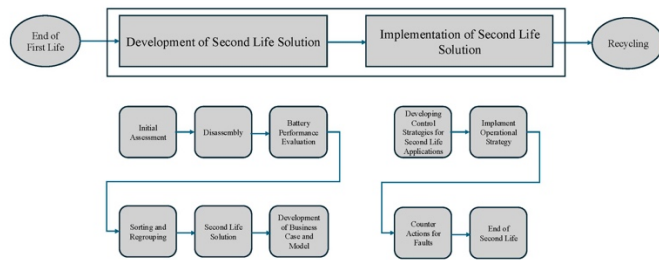 End of
First Life
Development of Second Life Solution
Implementation of Second Life
Solution
Recycling
Initial
Assessment
Disassembly
Battery
Performance
Evaluation
Developing
Control
Strategies for
Second Life
Applications
Implement
Operational
Strategy
Sorting and
Regrouping
Second Life
Solution
Development
of Business
Case and
Model
Counter
Actions for
Faults
End of
Second Life